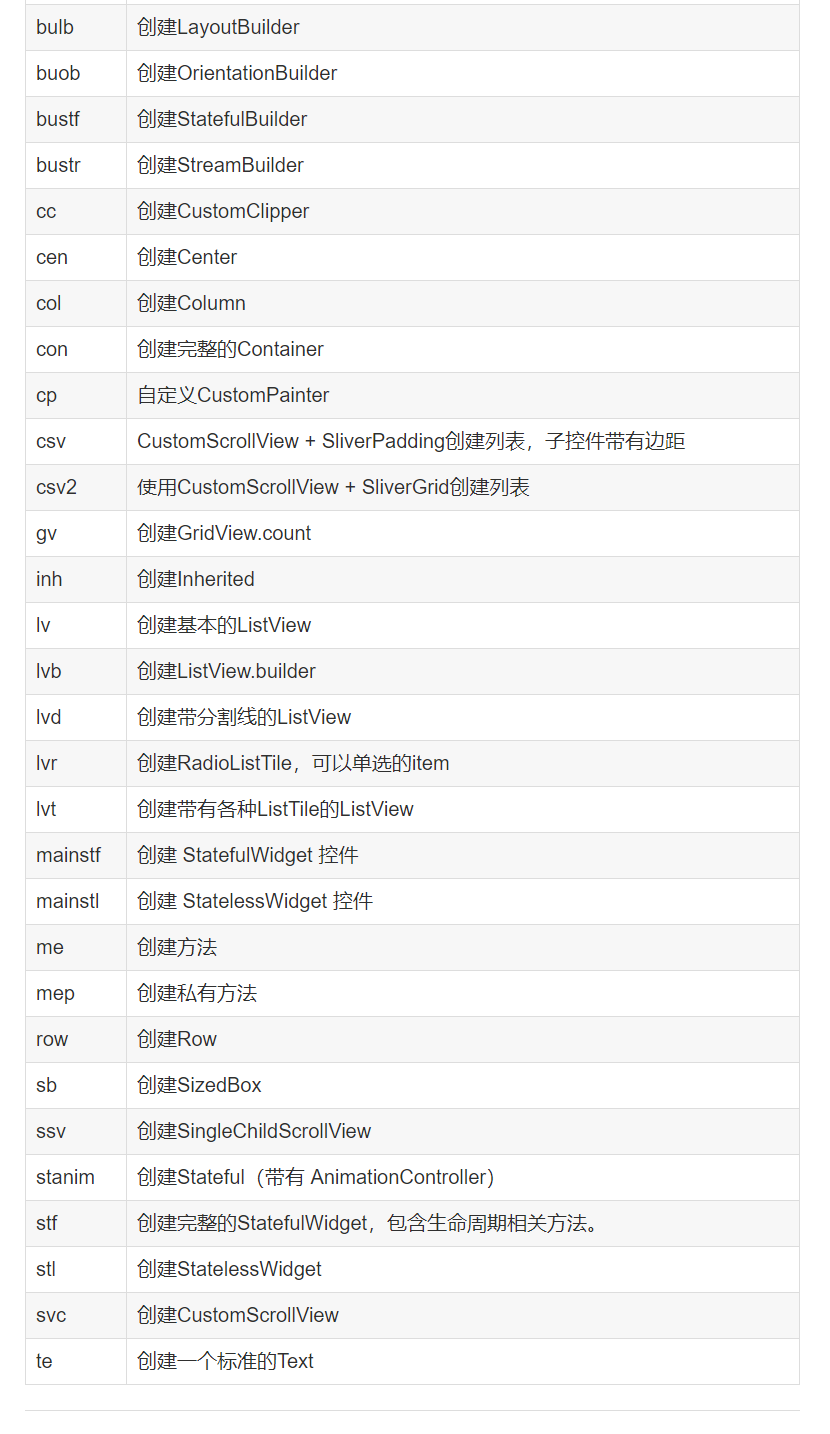 bulb 创建LayoutBuilder
buob 创建OrientationBuilder
bustf 创建StatefulBuilder
bustr 创建StreamBuilder
cc 创建CustomClipper
cen 创建Center
col 创建Column
con 创建完整的Container
cp 自定义CustomPainter
csv CustomScrollView + SliverPadding创建列表，子控件带有边距
csv2 使用CustomScrollView + SliverGrid创建列表
gv 创建GridView.count
inh 创建Inherited
lv 创建基本的ListView
lvb 创建ListView.builder
lvd 创建带分割线的ListView
lvr 创建RadioListTile，可以单选的item
lvt 创建带有各种ListTile的ListView
mainstf 创建 StatefulWidget 控件
mainstl 创建 StatelessWidget 控件
me 创建方法
mep 创建私有方法
row 创建Row
sb 创建SizedBox
ssv 创建SingleChildScrollView
stanim 创建Stateful（带有 AnimationController）
stf 创建完整的StatefulWidget，包含生命周期相关方法。
stl 创建StatelessWidget
svc 创建CustomScrollView
te 创建一个标准的Text